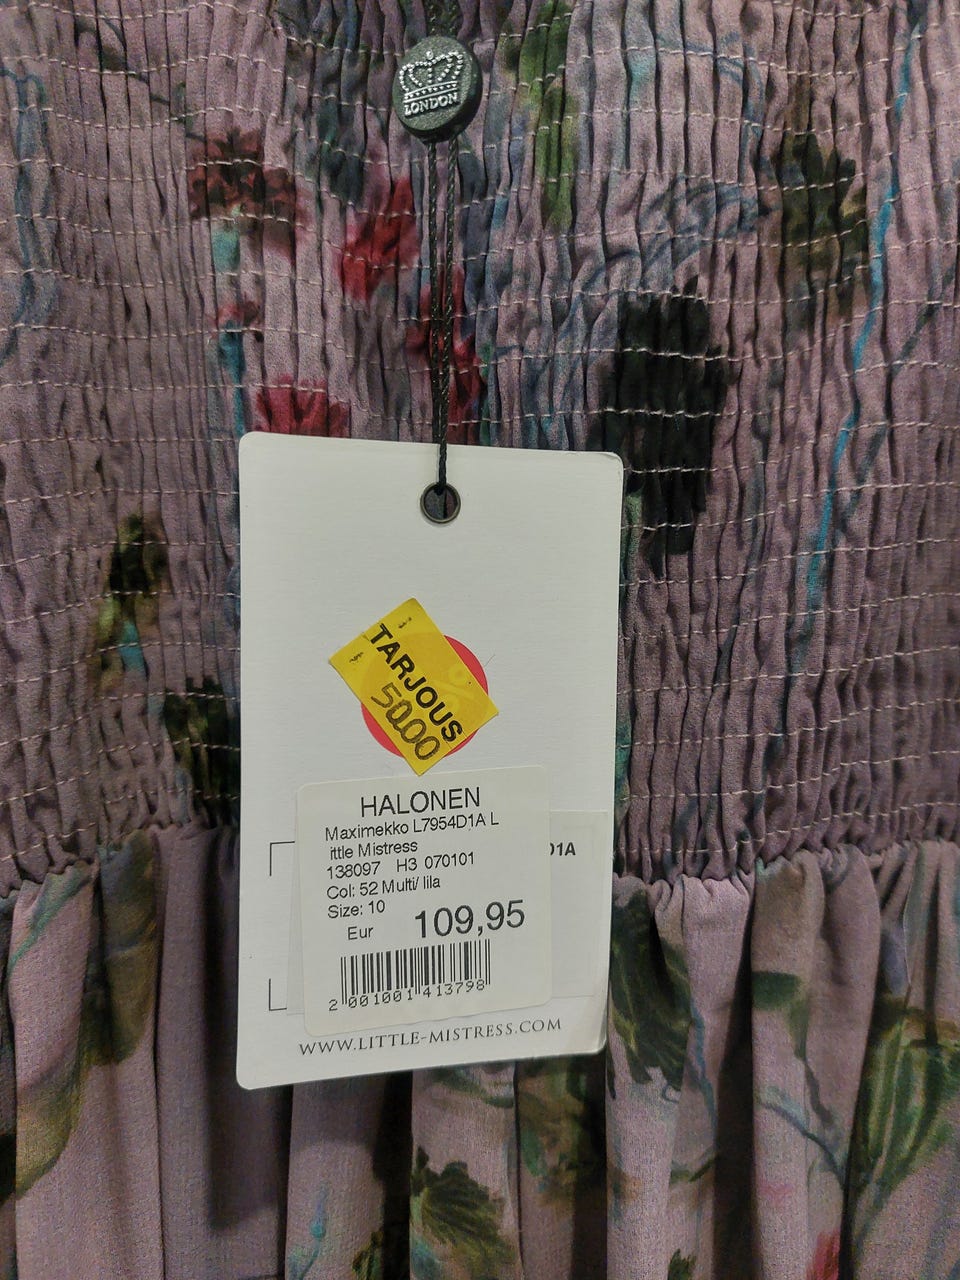 LONDON
TARJOUS
50.00
HALONEN
Maximekko L7954D1A L
ittle Mistress
138097 H3 070101
Col: 52 Multi/ lila
Size: 10
Eur 109,95
2 001001 413798
D1A
WWW.LITTLE-MISTRESS.COM